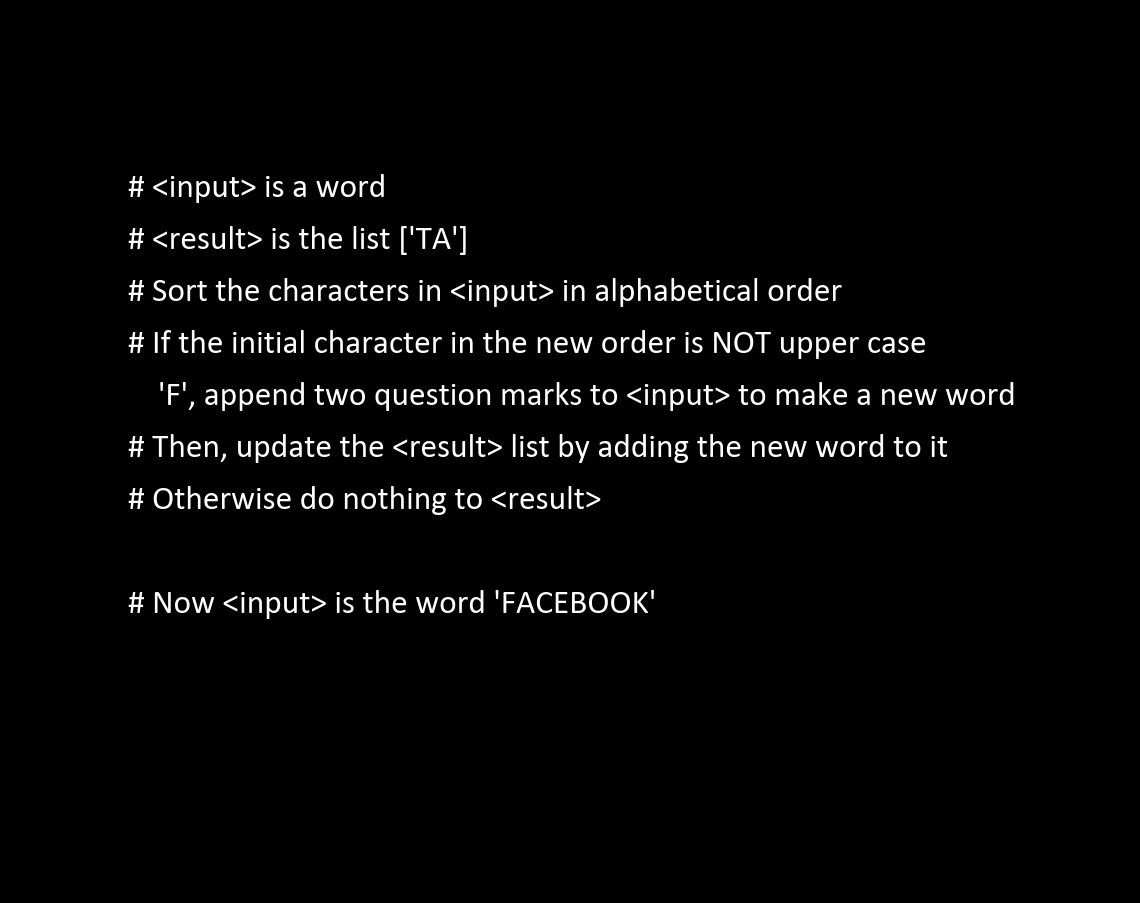 # <input> is a word
# <result> is the list ['TA']
# Sort the characters in <input> in alphabetical order
# If the initial character in the new order is NOT upper case
'F', append two question marks to <input> to make a new word
# Then, update the <result> list by adding the new word to it
# Otherwise do nothing to <result>
# Now <input> is the word 'FACEBOOK'